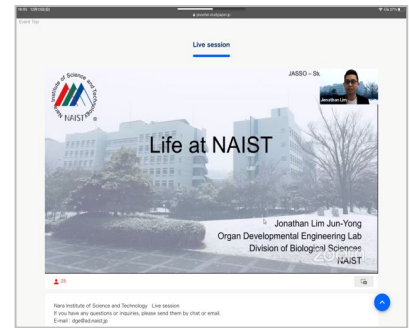 Event Top
Live session
Nara Institute of Science and Technology
NAIST
JASSO – St
Jonathan Lim
Life at NAIST
Jonathan Lim Jun-Yong
Organ Developmental Engineering Lab
Division of Biological Sciences
NAIST
zoom
25
Nara Institute of Science and Technology Live session
If you have any questions or inquiries, please send them by chat or email.
E-mail : dge@ad.naist.jp